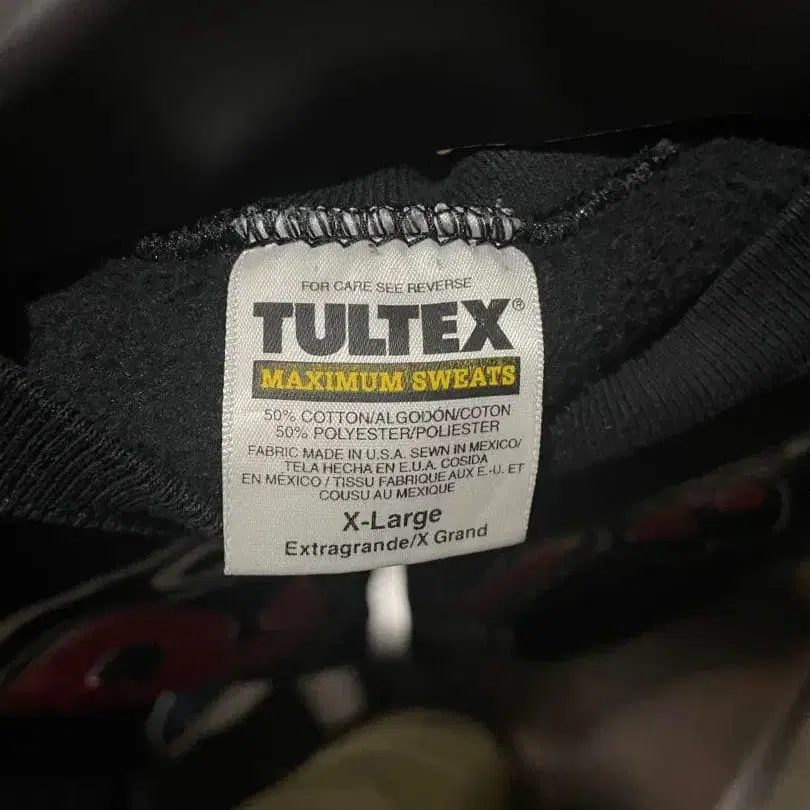 FOR CARE SEE REVERSE
TULTEX®
MAXIMUM SWEATS
50% COTTON/ALGODÓN/COTON
50% POLYESTER/POLIESTER
FABRIC MADE IN U.S.A. SEWN IN MEXICO/
TELA HECHA EN E.U.A. COSIDA
EN MÉXICO / TISSU FABRIQUE AUX E.-U. ET
COUSU AU MEXIQUE
X-Large
Extragrande/X Grand